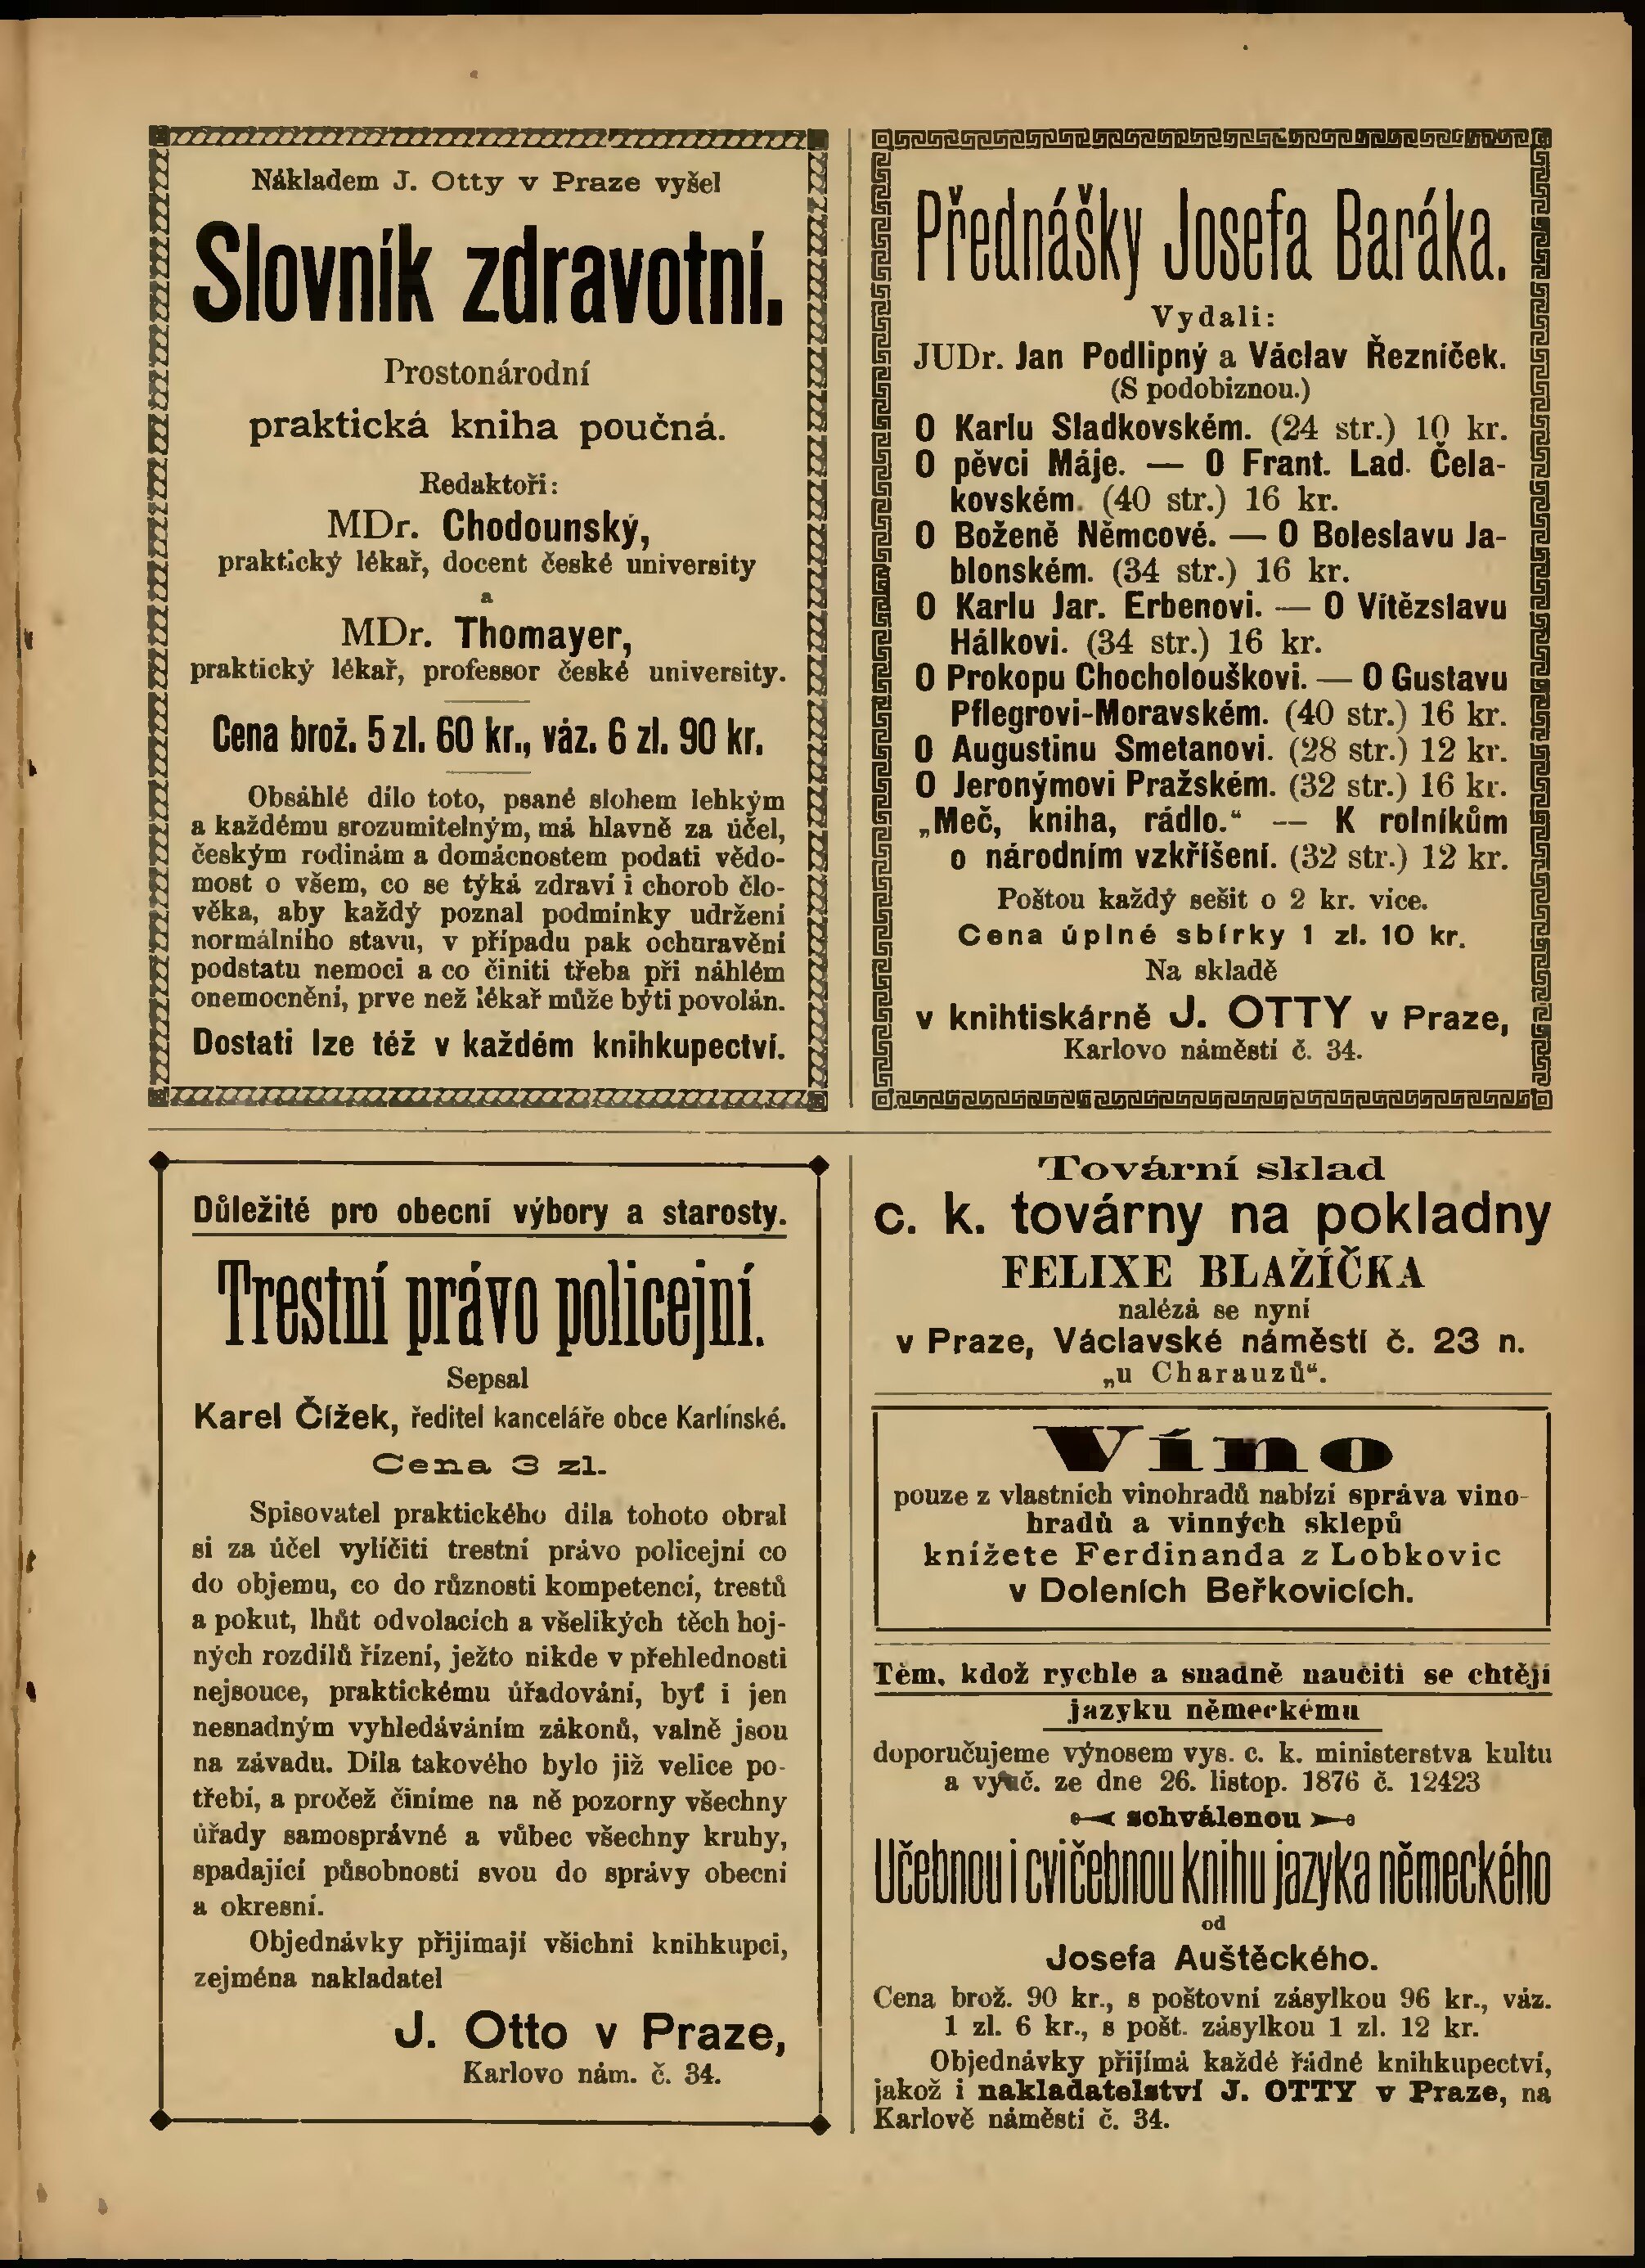 Nákladem J. Otty v Praze vyšel
Slovník zdravotní.
Prostonárodní
praktická kniha poučná.
Redaktoři:
MDr. Chodounský,
praktický lékař, docent české university
a
MDr. Thomayer,
praktický lékař, professor české university.
Cena brož. 5 zl. 60 kr., váz. 6 zl. 90 kr.
Obsáhlé dílo toto, psané slohem lehkým
a každému srozumitelným, má hlavně za účel,
českým rodinám a domácnostem podati vědo-
most o všem, co se týká zdraví i chorob člo-
věka, aby každý poznal podmínky udržení
normálního stavu, v případu pak ochuravění
podstatu nemoci a co činiti třeba při náhlém
onemocnění, prve než lékař může býti povolán.
Dostati lze též v každém knihkupectví.
Přednášky Josefa Baráka.
Vydali:
JUDr. Jan Podlipný a Václav Řezníček.
(S podobiznou.)
O Karlu Sladkovském. (24 str.) 10 kr.
O pěvci Máje. — O Frant. Lad. Čela-
kovském. (40 str.) 16 kr.
O Boženě Němcové. — O Boleslavu Ja-
blonském. (34 str.) 16 kr.
O Karlu Jar. Erbenovi. — O Vítězslavu
Hálkovi. (34 str.) 16 kr.
O Prokopu Chocholouškovi. — O Gustavu
Pflegrovi-Moravském. (40 str.) 16 kr.
O Augustinu Smetanovi. (28 str.) 12 kr.
O Jeronýmovi Pražském. (32 str.) 16 kr.
„Meč, kniha, rádlo.“ — K rolníkům
o národním vzkříšení. (32 str.) 12 kr.
Poštou každý sešit o 2 kr. více.
Cena úplné sbírky 1 zl. 10 kr.
Na skladě
v knihtiskárně J. OTTY v Praze,
Karlovo náměstí č. 34.
Důležité pro obecní výbory a starosty.
Trestní právo policejní.
Sepsal
Karel Čížek, ředitel kanceláře obce Karlínské.
Cena 3 zl.
Spisovatel praktického díla tohoto obral
si za účel vylíčiti trestní právo policejní co
do objemu, co do různosti kompetencí, trestů
a pokut, lhůt odvolacích a všelikých těch hoj-
ných rozdílů řízení, ježto nikde v přehlednosti
nejsouce, praktickému úřadování, byť i jen
nesnadným vyhledáváním zákonů, valně jsou
na závadu. Díla takového bylo již velice po-
třebí, a pročež činíme na ně pozorny všechny
úřady samosprávné a vůbec všechny kruhy,
spadající působností svou do správy obecní
a okresní.
Objednávky přijímají všichni knihkupci,
zejména nakladatel
J. Otto v Praze,
Karlovo nám. č. 34.
Tovární sklad
c. k. továrny na pokladny
FELIXE BLAŽÍČKA
nalézá se nyní
v Praze, Václavské náměstí č. 23 n.
„u Charauzů“.
Víno
pouze z vlastních vinohradů nabízí správa vino-
hradů a vinných sklepů
knížete Ferdinanda z Lobkovic
v Doleních Beřkovicích.
Těm, kdož rychle a snadně naučiti se chtějí
jazyku německému
doporučujeme výnosem vys. c. k. ministerstva kultu
a vyuč. ze dne 26. listop. 1876 č. 12423
schválenou
Učebnou i cvičebnou knihu jazyka německého
od
Josefa Auštěckého.
Cena brož. 90 kr., s poštovní zásylkou 96 kr., váz.
1 zl. 6 kr., s pošt. zásylkou 1 zl. 12 kr.
Objednávky přijímá každé řádné knihkupectví,
jakož i nakladatelství J. OTTY v Praze, na
Karlově náměstí č. 34.